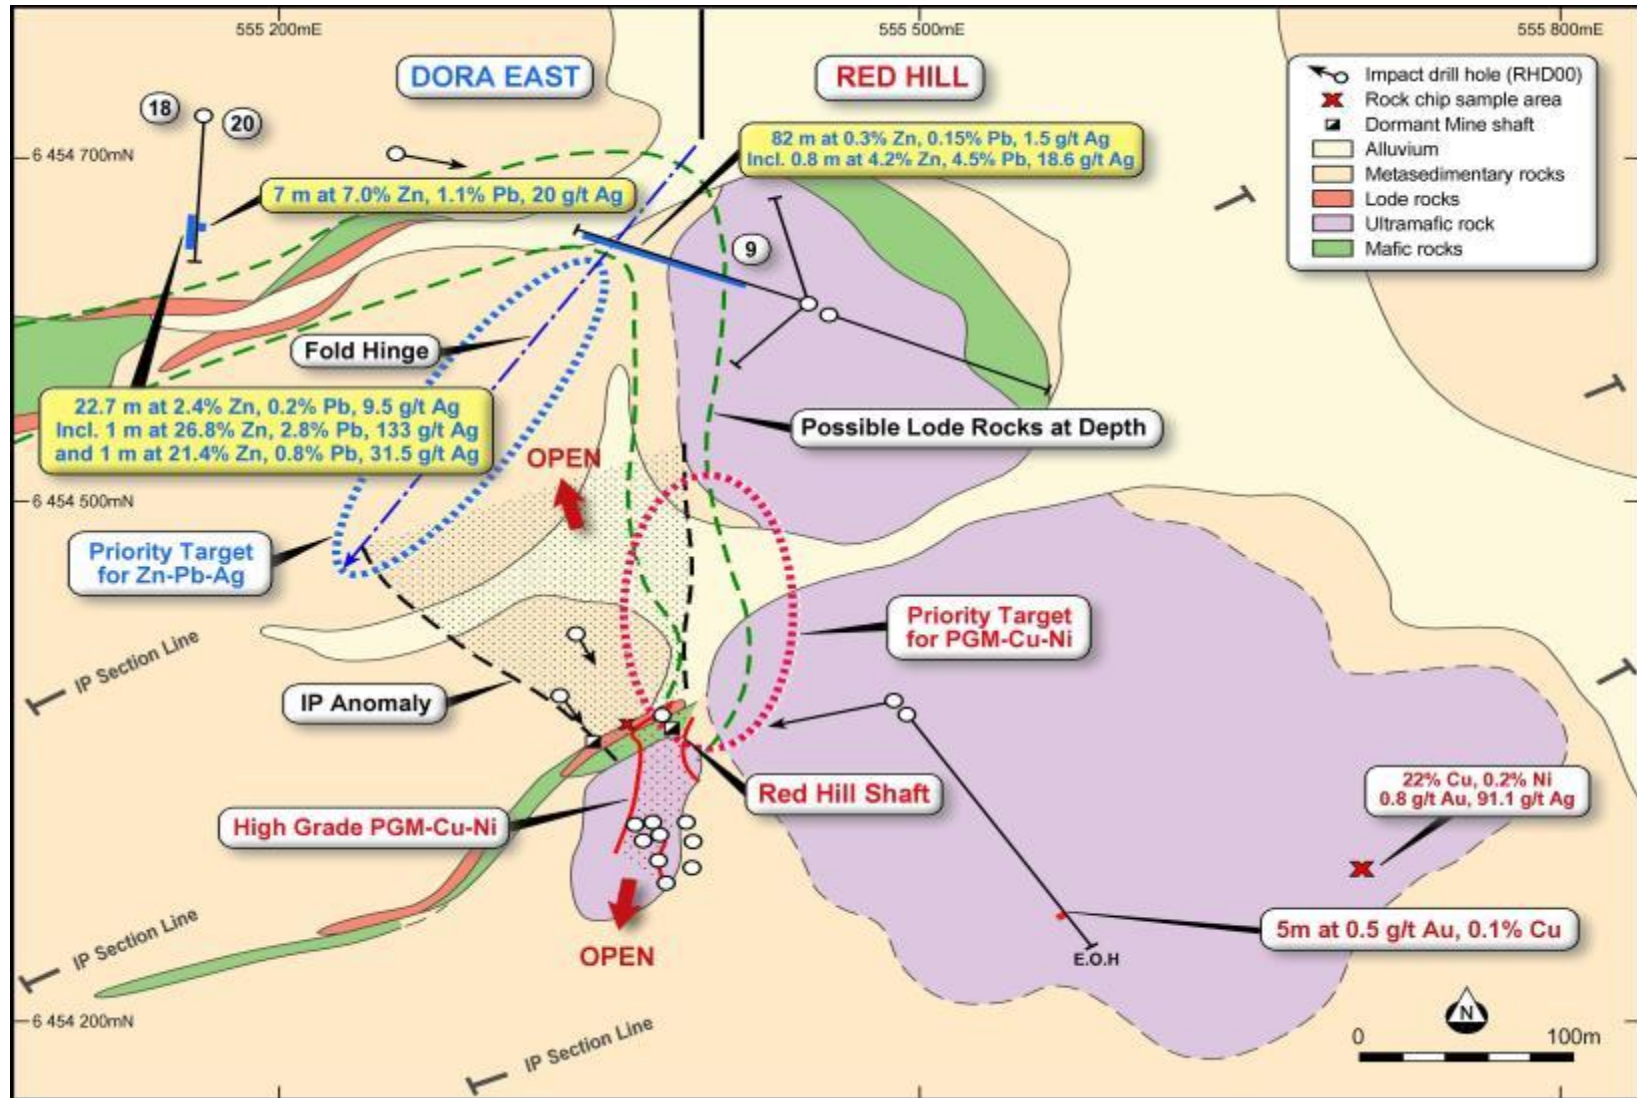 555 200mE
555 500mE
555 800mE
DORA EAST
RED HILL
Impact drill hole (RHD00)
Rock chip sample area
Dormant Mine shaft
Alluvium
Metasedimentary rocks
Lode rocks
Ultramafic rock
Mafic rocks
18
20
6 454 700mN
82 m at 0.3% Zn, 0.15% Pb, 1.5 g/t Ag
Incl. 0.8 m at 4.2% Zn, 4.5% Pb, 18.6 g/t Ag
7 m at 7.0% Zn, 1.1% Pb, 20 g/t Ag
9
Fold Hinge
22.7 m at 2.4% Zn, 0.2% Pb, 9.5 g/t Ag
Incl. 1 m at 26.8% Zn, 2.8% Pb, 133 g/t Ag
and 1 m at 21.4% Zn, 0.8% Pb, 31.5 g/t Ag
Possible Lode Rocks at Depth
OPEN
6 454 500mN
Priority Target
for Zn-Pb-Ag
Priority Target
for PGM-Cu-Ni
IP Section Line
IP Anomaly
Red Hill Shaft
22% Cu, 0.2% Ni
0.8 g/t Au, 91.1 g/t Ag
High Grade PGM-Cu-Ni
5m at 0.5 g/t Au, 0.1% Cu
IP Section Line
OPEN
E.O.H
6 454 200mN
IP Section Line
N
0
100m